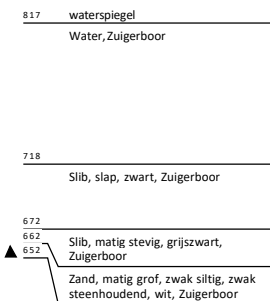 817 waterspiegel
Water, Zuigerboor
718
Slib, slap, zwart, Zuigerboor
672
662 Slib, matig stevig, grijszwart,
Zuigerboor
652
Zand, matig grof, zwak siltig, zwak
steenhoudend, wit, Zuigerboor